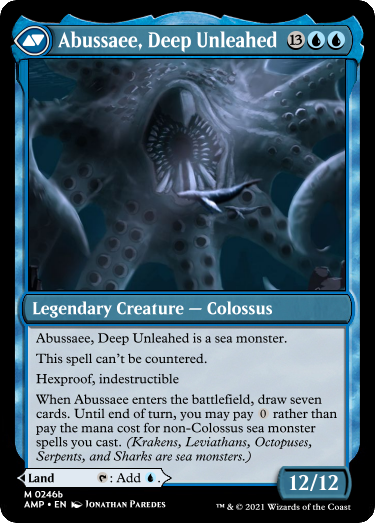 Abussaee, Deep Unleahed 13
Legendary Creature — Colossus
Abussaee, Deep Unleahed is a sea monster.
This spell can't be countered.
Hexproof, indestructible
When Abussaee enters the battlefield, draw seven
cards. Until end of turn, you may pay 0 rather than
pay the mana cost for non-Colossus sea monster
spells you cast. (Krakens, Leviathans, Octopuses,
Serpents, and Sharks are sea monsters.)
Land : Add .
12/12
M 0246b
AMP • EN Jonathan Paredes
™ & © 2021 Wizards of the Coast